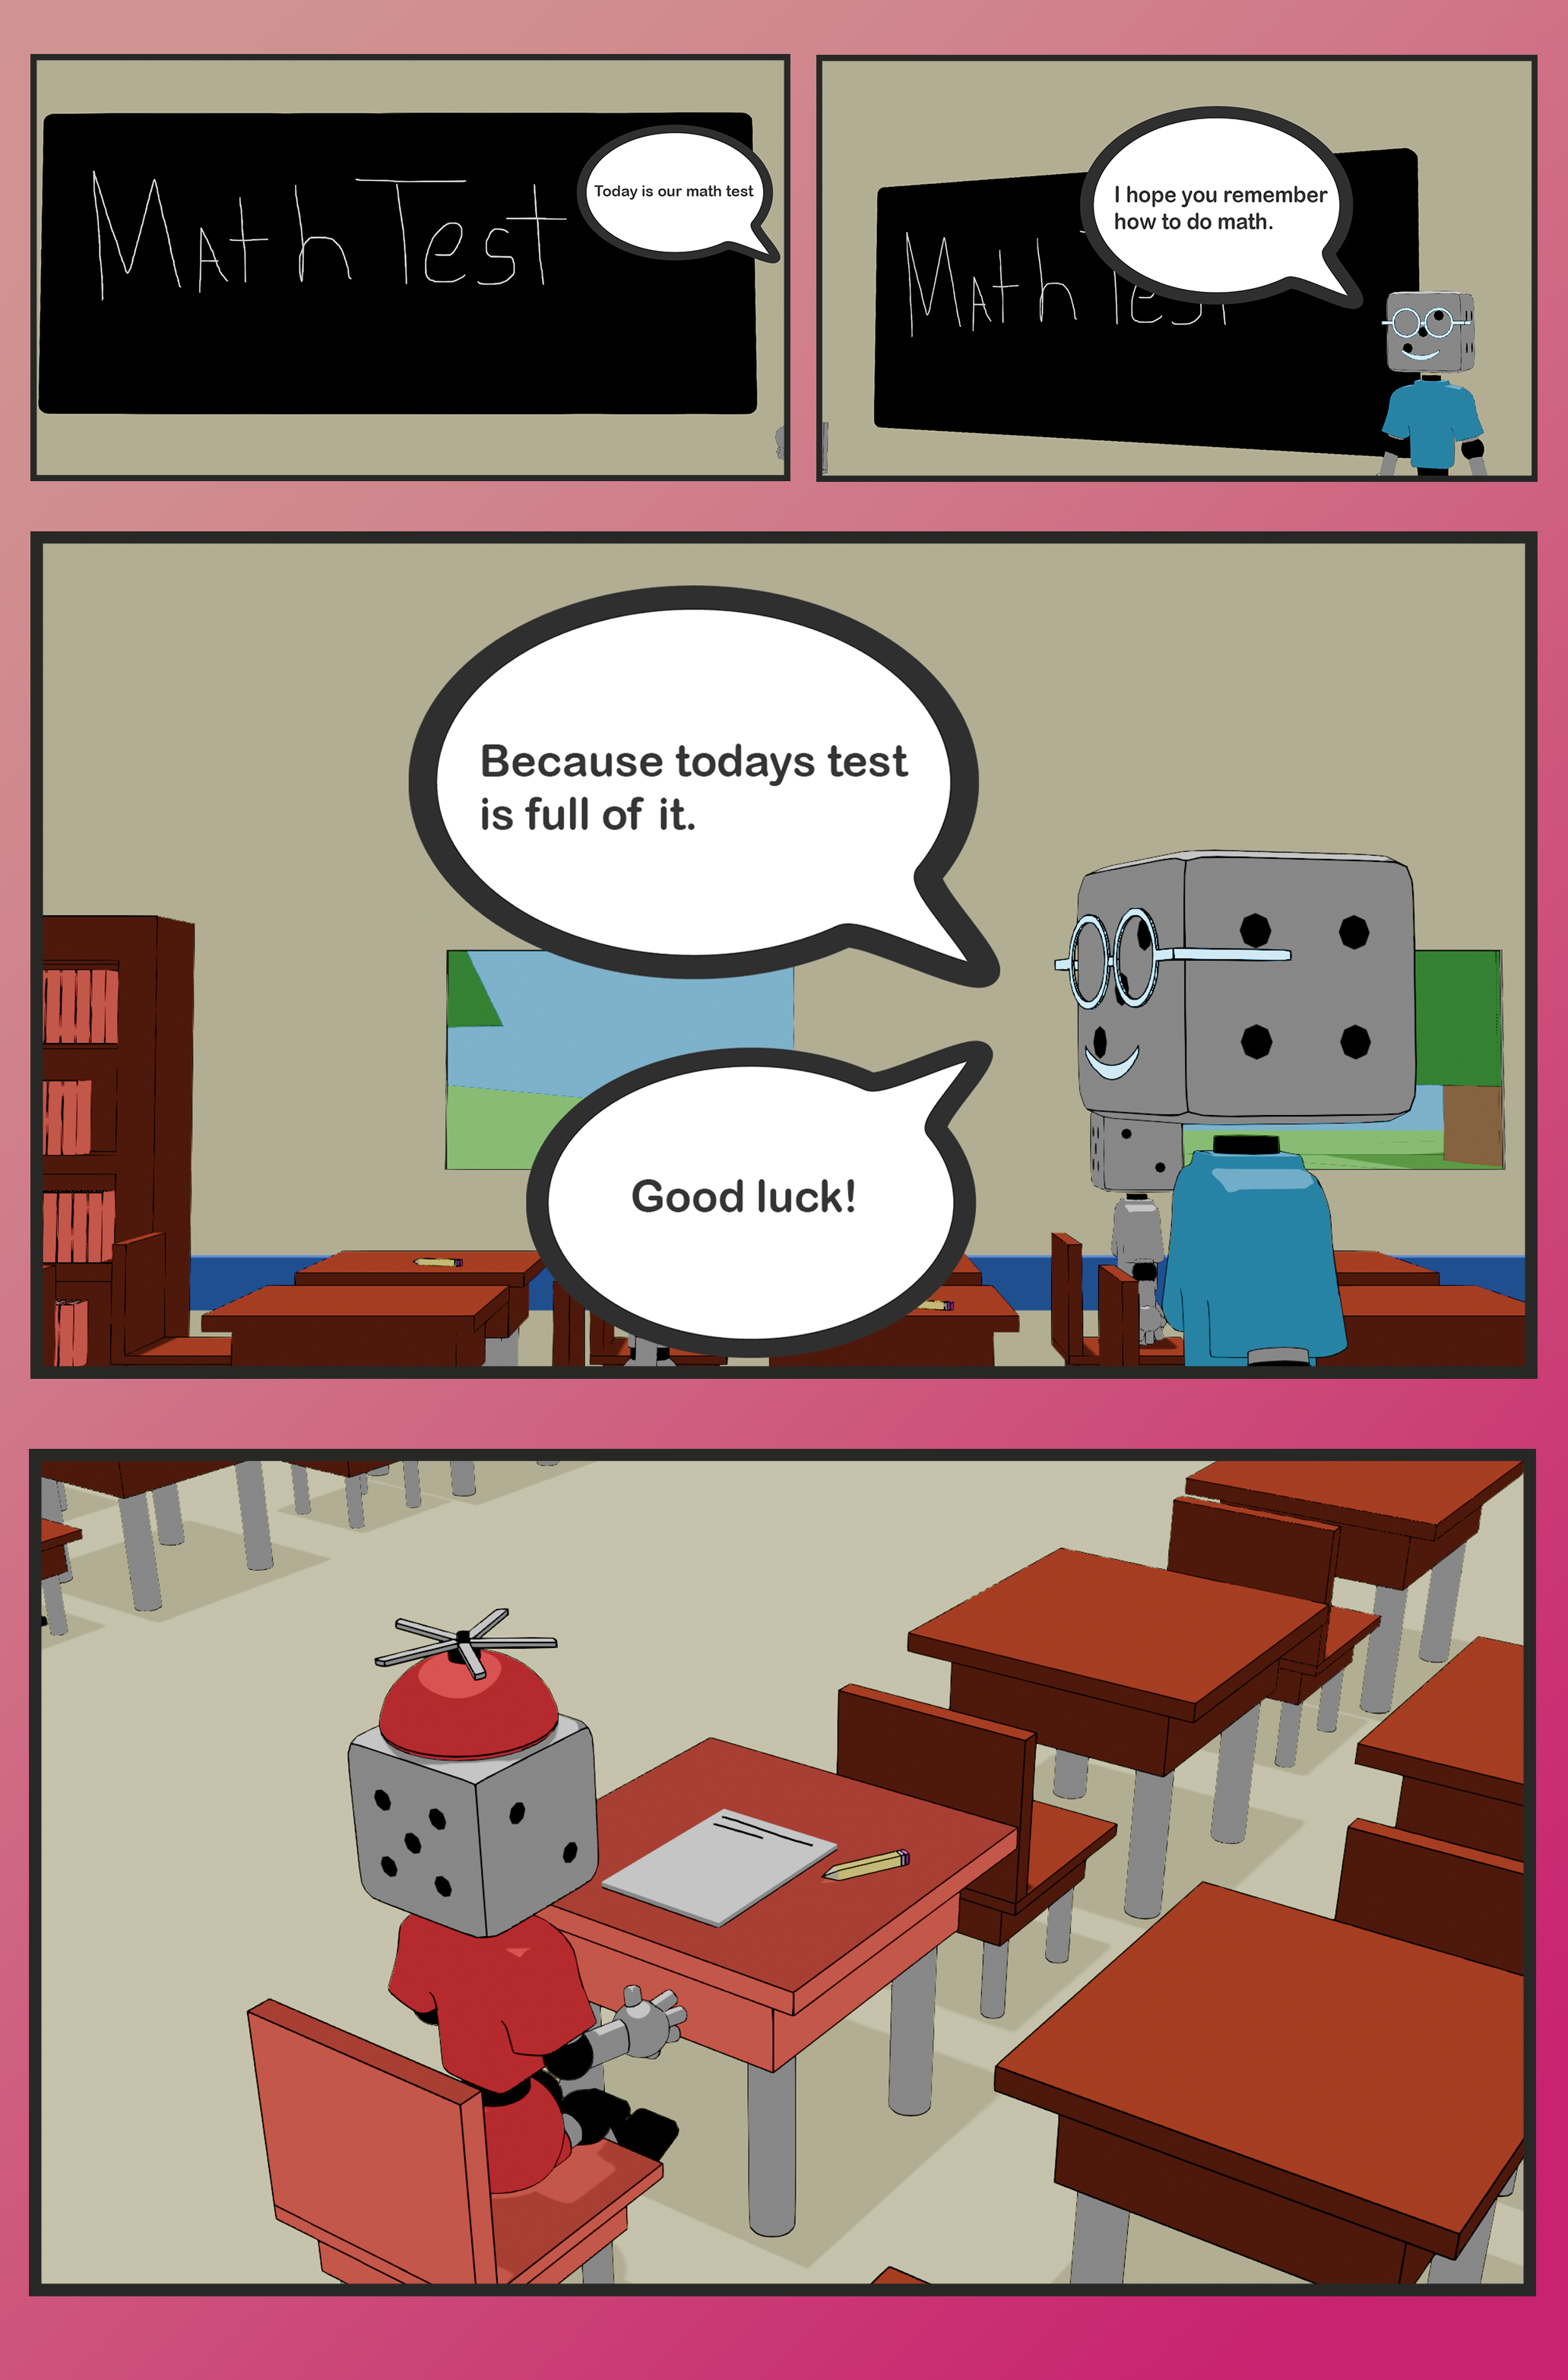 Math Test
Today is our math test
I hope you remember
how to do math.
Math Test
Because todays test
is full of it.
Good luck!